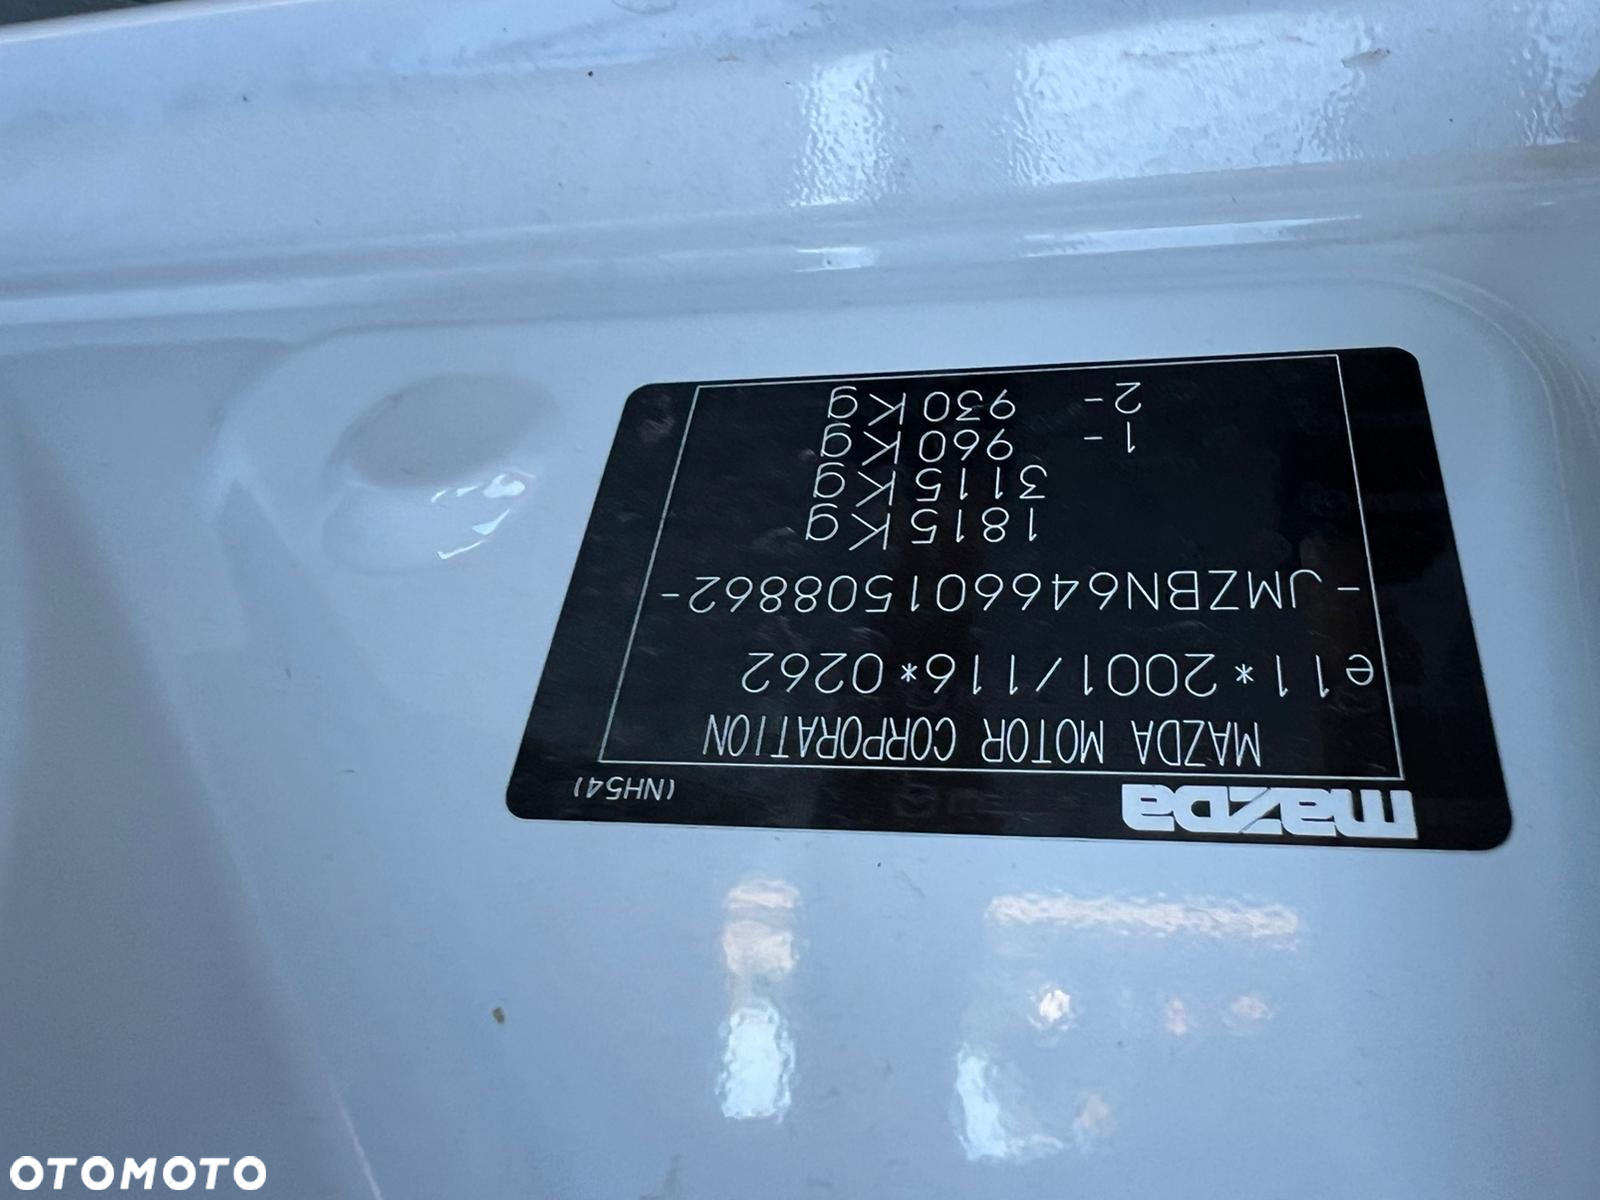 mazda
(NH54)
MAZDA MOTOR CORPORATION
e11*2001/116*0262
-JMZBN646601508862-
1815Kg
3115Kg
1- 960Kg
2- 930Kg
OTOMOTO